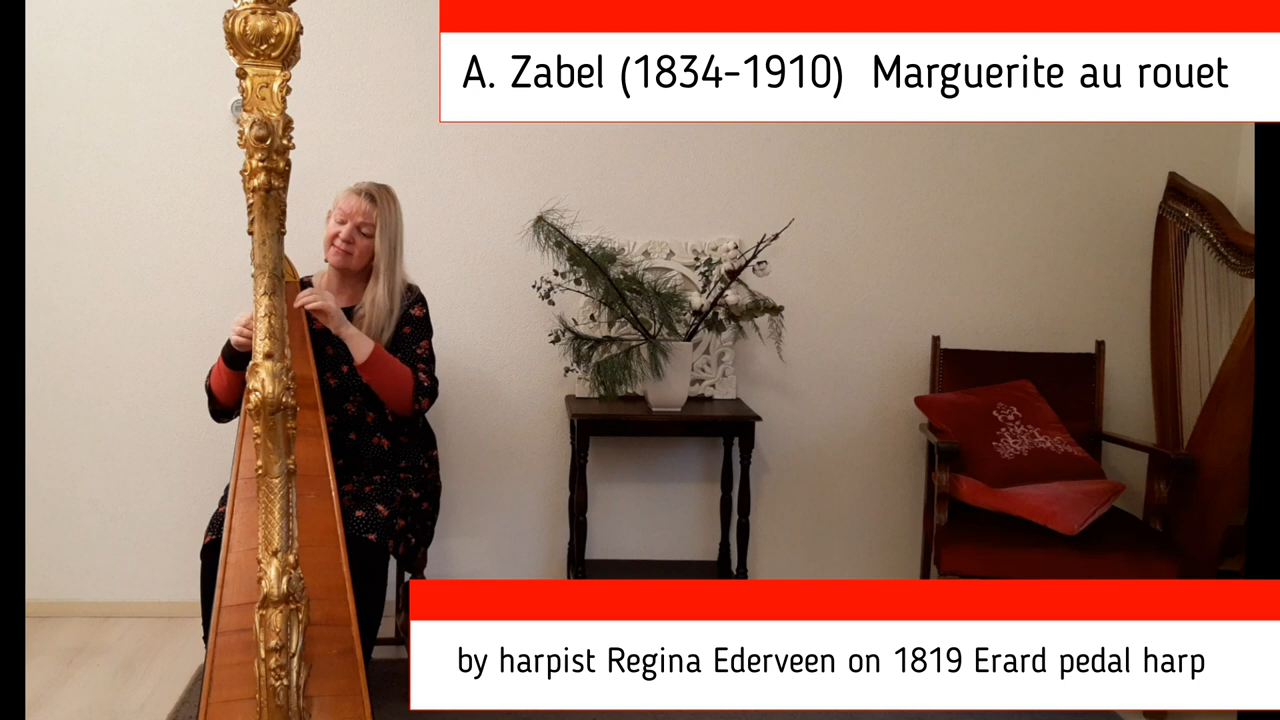 A. Zabel (1834-1910)  Marguerite au rouet
by harpist Regina Ederveen on 1819 Erard pedal harp